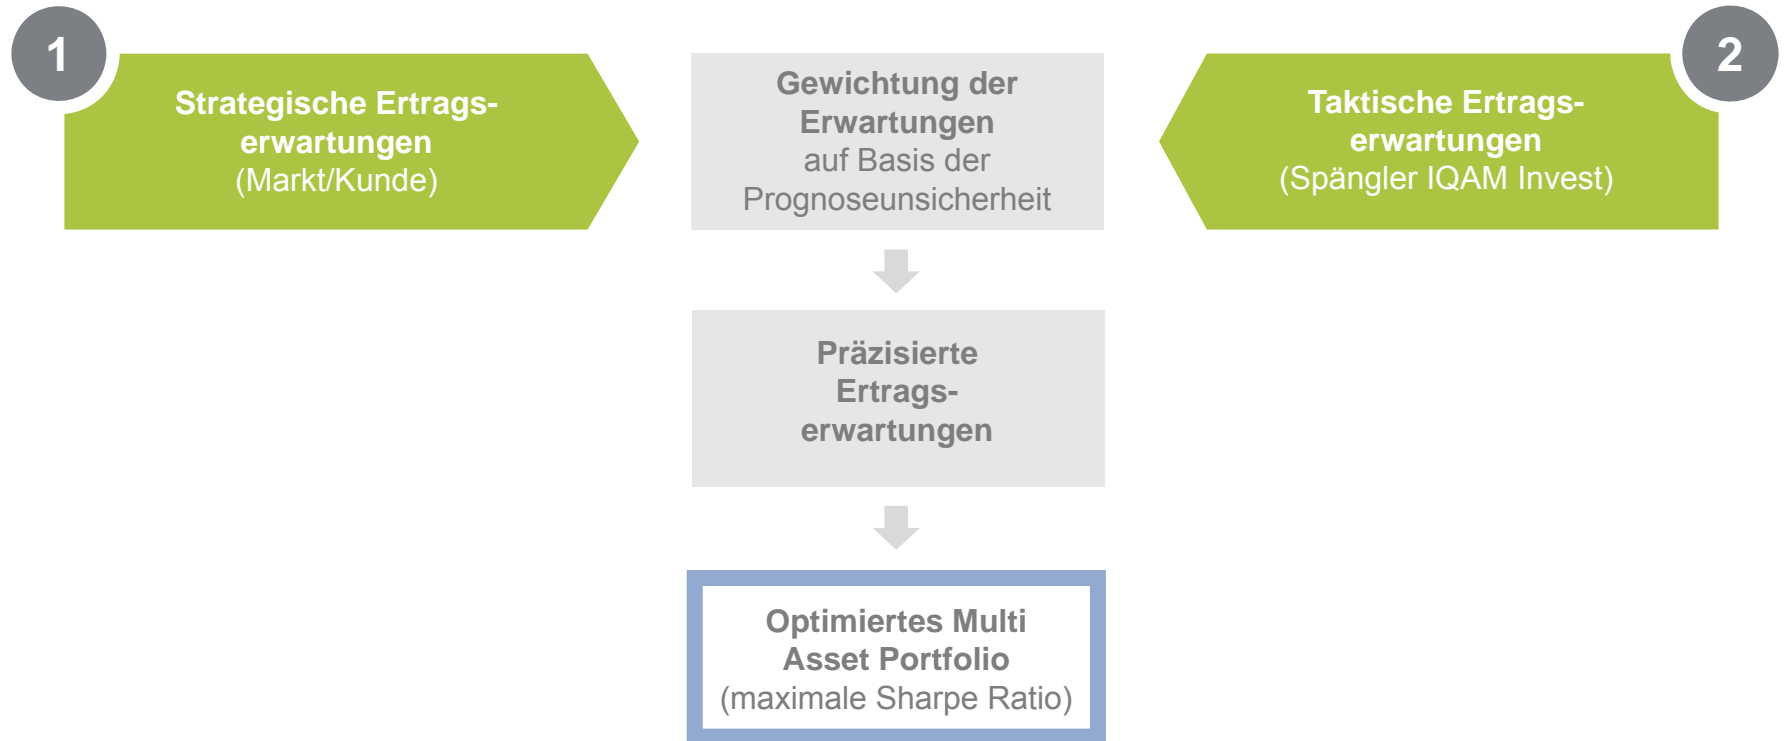 1
Strategische Ertrags-
erwartungen
(Markt/Kunde)
Gewichtung der
Erwartungen
auf Basis der
Prognoseunsicherheit
2
Taktische Ertrags-
erwartungen
(Spängler IQAM Invest)
Präzisierte
Ertrags-
erwartungen
Optimiertes Multi
Asset Portfolio
(maximale Sharpe Ratio)